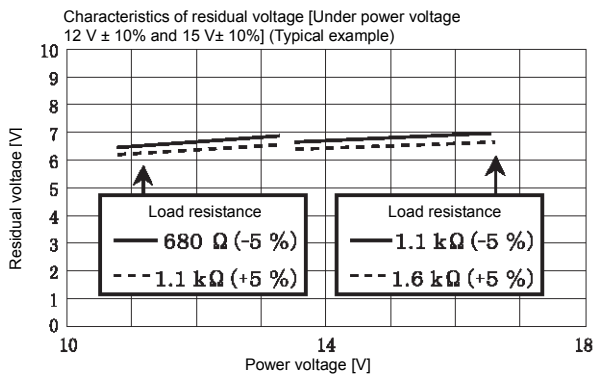 Characteristics of residual voltage [Under power voltage
12 V ± 10% and 15 V± 10%] (Typical example)
Residual voltage [V]
10
9
8
7
6
5
4
3
2
1
0
Load resistance
680 Ω (-5 %)
1.1 kΩ (+5 %)
Load resistance
1.1 kΩ (-5 %)
1.6 kΩ (+5 %)
10 14 18
Power voltage [V]